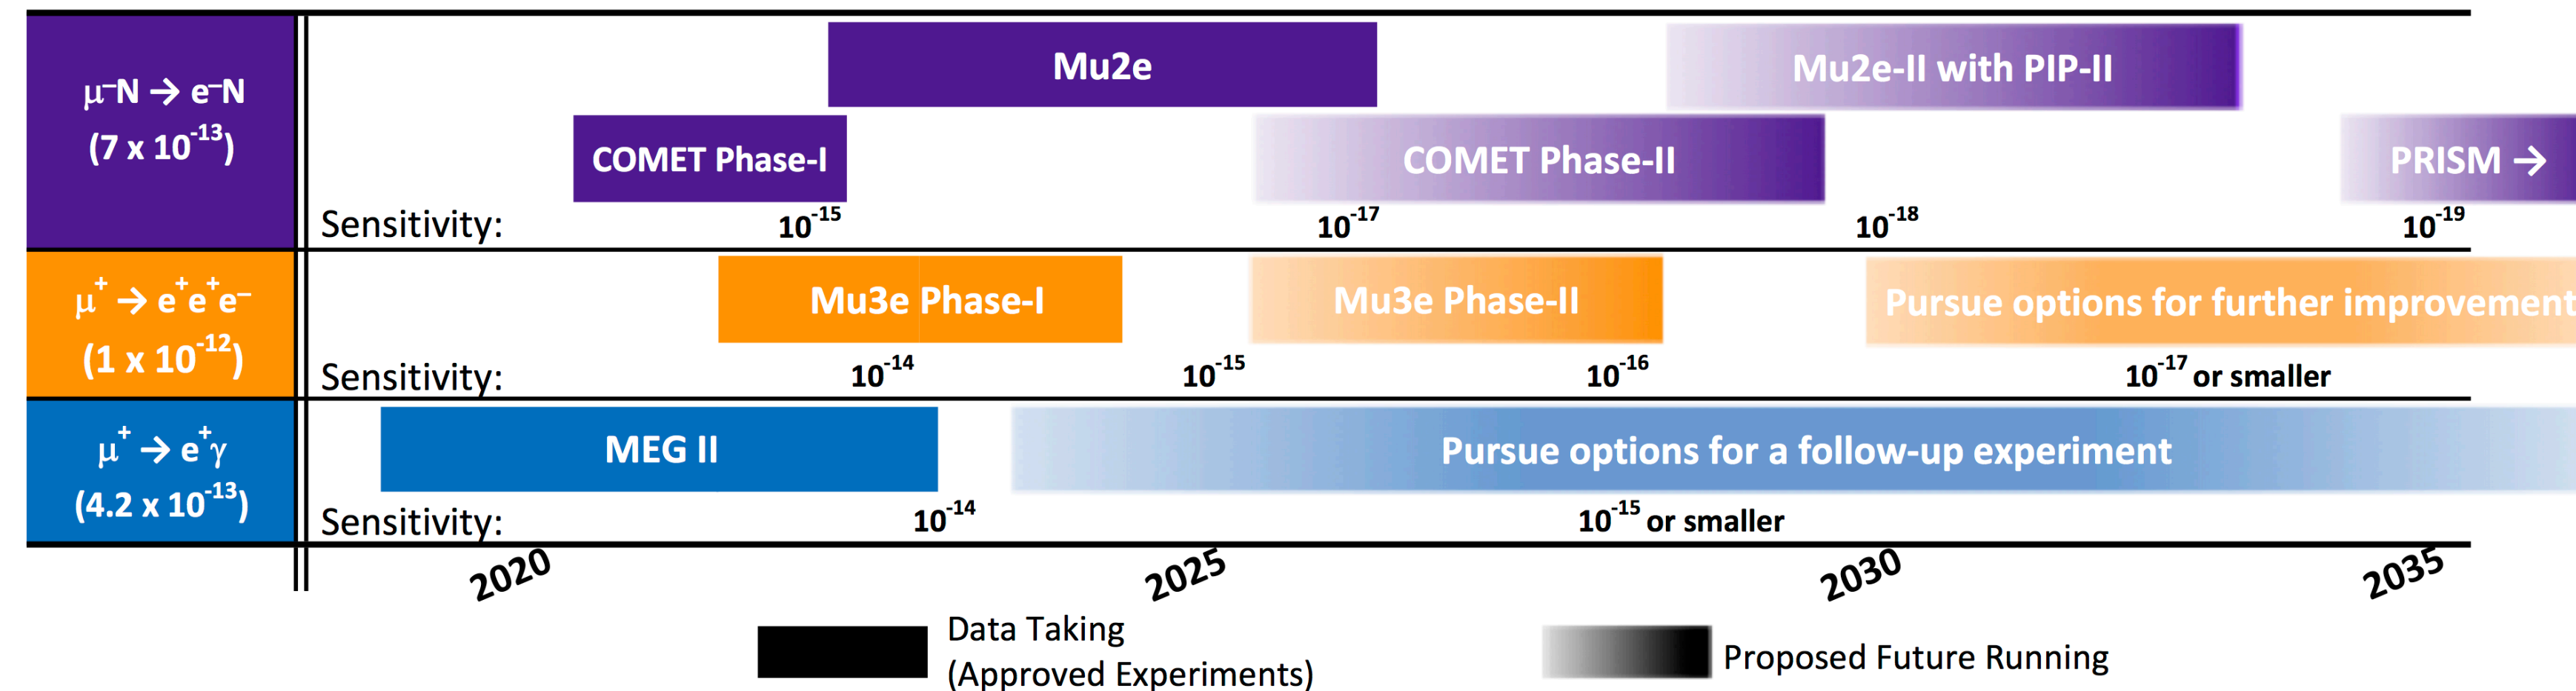 μ⁻N → e⁻N
(7 x 10⁻¹³)
Mu2e
Mu2e-II with PIP-II
COMET Phase-I
COMET Phase-II
PRISM →
Sensitivity:
10⁻¹⁵
10⁻¹⁷
10⁻¹⁸
10⁻¹⁹
μ⁺ → e⁺e⁺e⁻
(1 x 10⁻¹²)
Mu3e Phase-I
Mu3e Phase-II
Pursue options for further improvement
Sensitivity:
10⁻¹⁴
10⁻¹⁵
10⁻¹⁶
10⁻¹⁷ or smaller
μ⁺ → e⁺γ
(4.2 x 10⁻¹³)
MEG II
Pursue options for a follow-up experiment
Sensitivity:
10⁻¹⁴
10⁻¹⁵ or smaller
2020
2025
2030
2035
Data Taking
(Approved Experiments)
Proposed Future Running